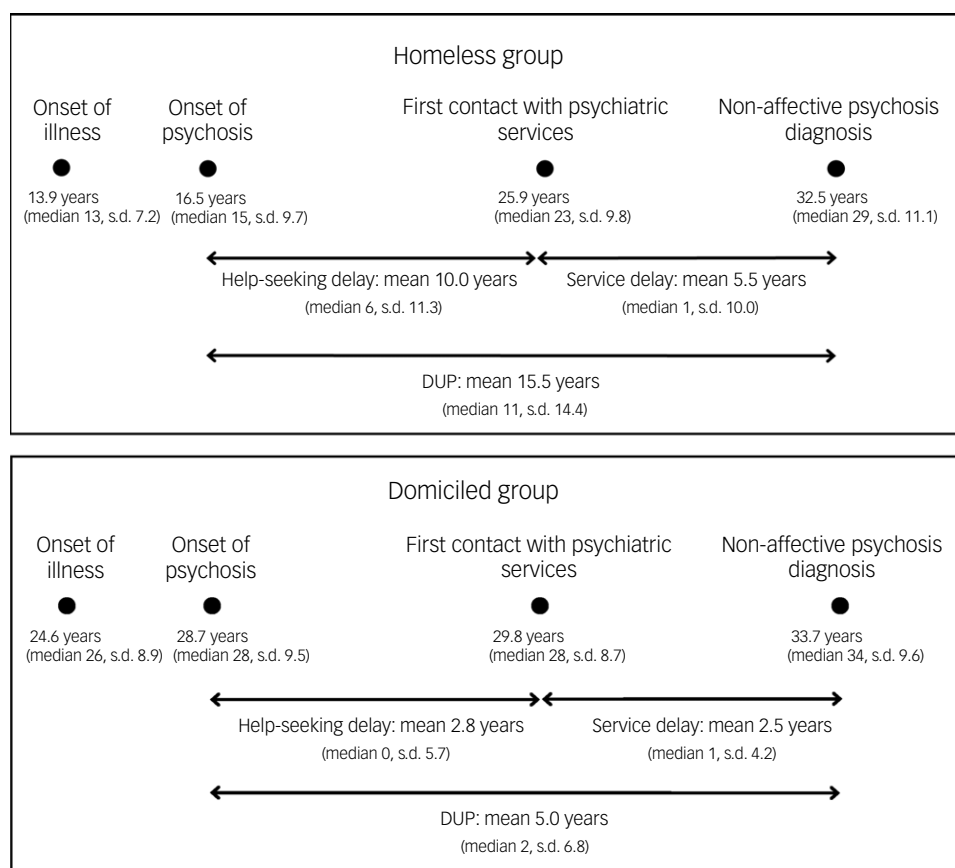 Homeless group
Onset of illness
Onset of psychosis
First contact with psychiatric services
Non-affective psychosis diagnosis
13.9 years
(median 13, s.d. 7.2)
16.5 years
(median 15, s.d. 9.7)
25.9 years
(median 23, s.d. 9.8)
32.5 years
(median 29, s.d. 11.1)
Help-seeking delay: mean 10.0 years
(median 6, s.d. 11.3)
Service delay: mean 5.5 years
(median 1, s.d. 10.0)
DUP: mean 15.5 years
(median 11, s.d. 14.4)
Domiciled group
Onset of illness
Onset of psychosis
First contact with psychiatric services
Non-affective psychosis diagnosis
24.6 years
(median 26, s.d. 8.9)
28.7 years
(median 28, s.d. 9.5)
29.8 years
(median 28, s.d. 8.7)
33.7 years
(median 34, s.d. 9.6)
Help-seeking delay: mean 2.8 years
(median 0, s.d. 5.7)
Service delay: mean 2.5 years
(median 1, s.d. 4.2)
DUP: mean 5.0 years
(median 2, s.d. 6.8)